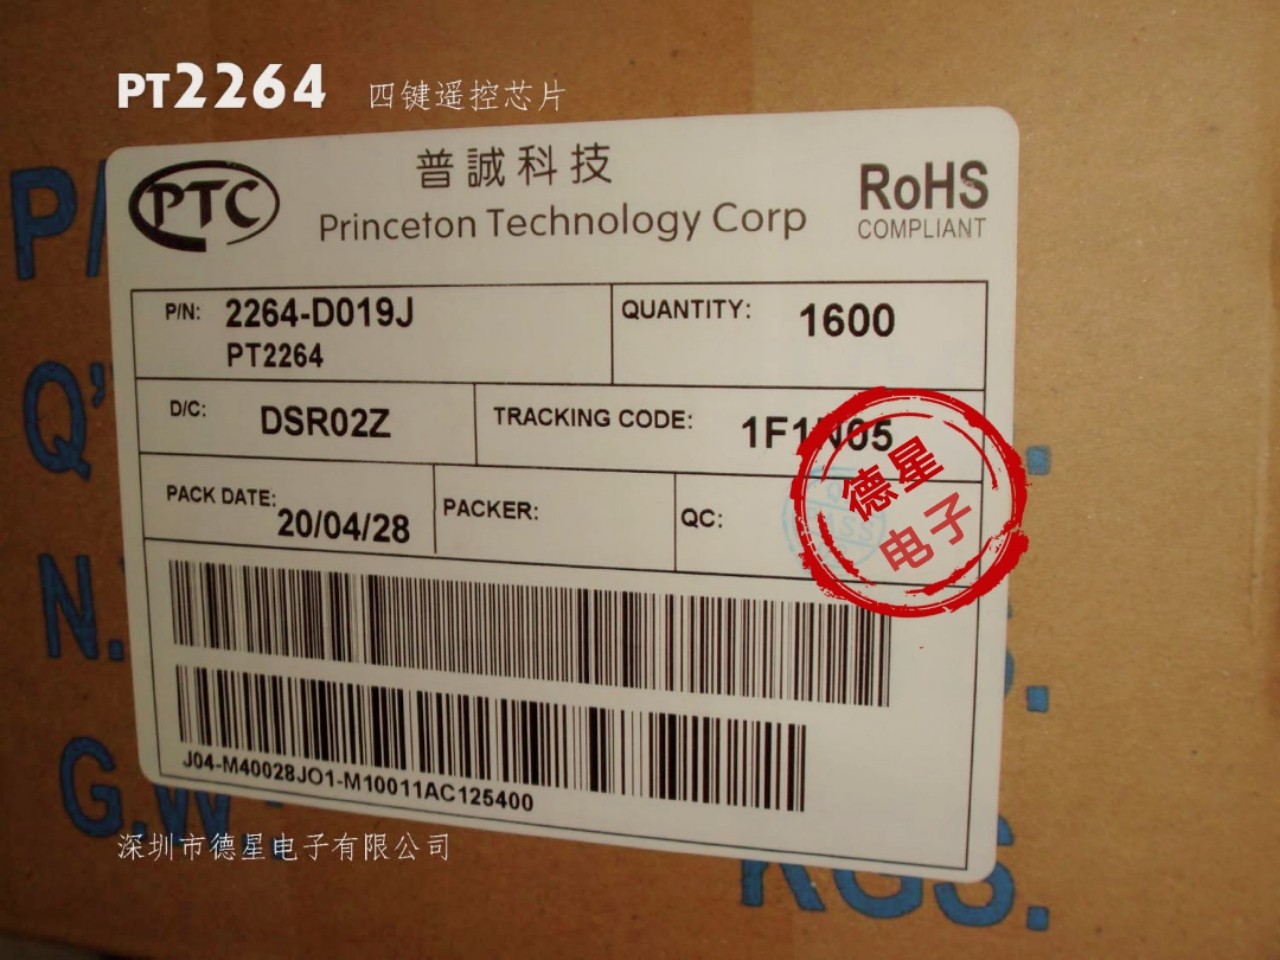 PT2264 四键遥控芯片
PTC
普誠科技
Princeton Technology Corp
RoHS
COMPLIANT
P/N: 2264-D019J
PT2264
QUANTITY: 1600
D/C: DSR02Z
TRACKING CODE: 1F1N05
PACK DATE: 20/04/28
PACKER:
QC:
德星
电子
J04-M40028JO1-M10011AC125400
P/
Q'
N.
G.W.:
KGS.
深圳市德星电子有限公司